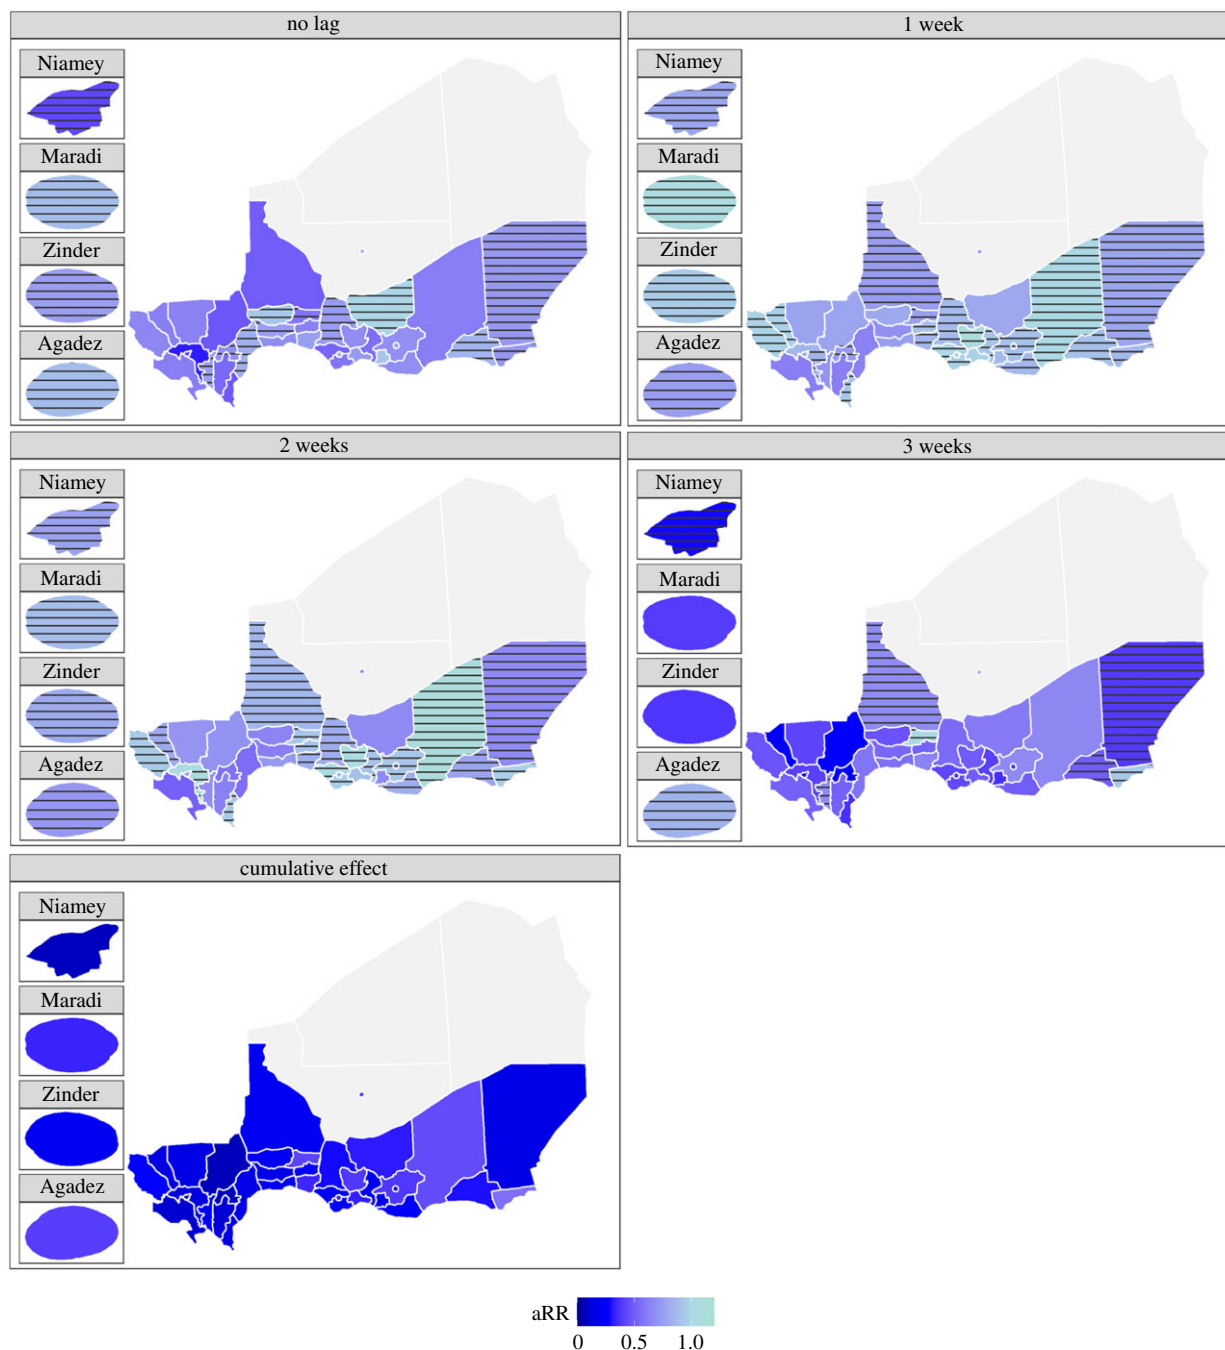 no lag
Niamey
Maradi
Zinder
Agadez
1 week
Niamey
Maradi
Zinder
Agadez
2 weeks
Niamey
Maradi
Zinder
Agadez
3 weeks
Niamey
Maradi
Zinder
Agadez
cumulative effect
Niamey
Maradi
Zinder
Agadez
aRR
0 0.5 1.0